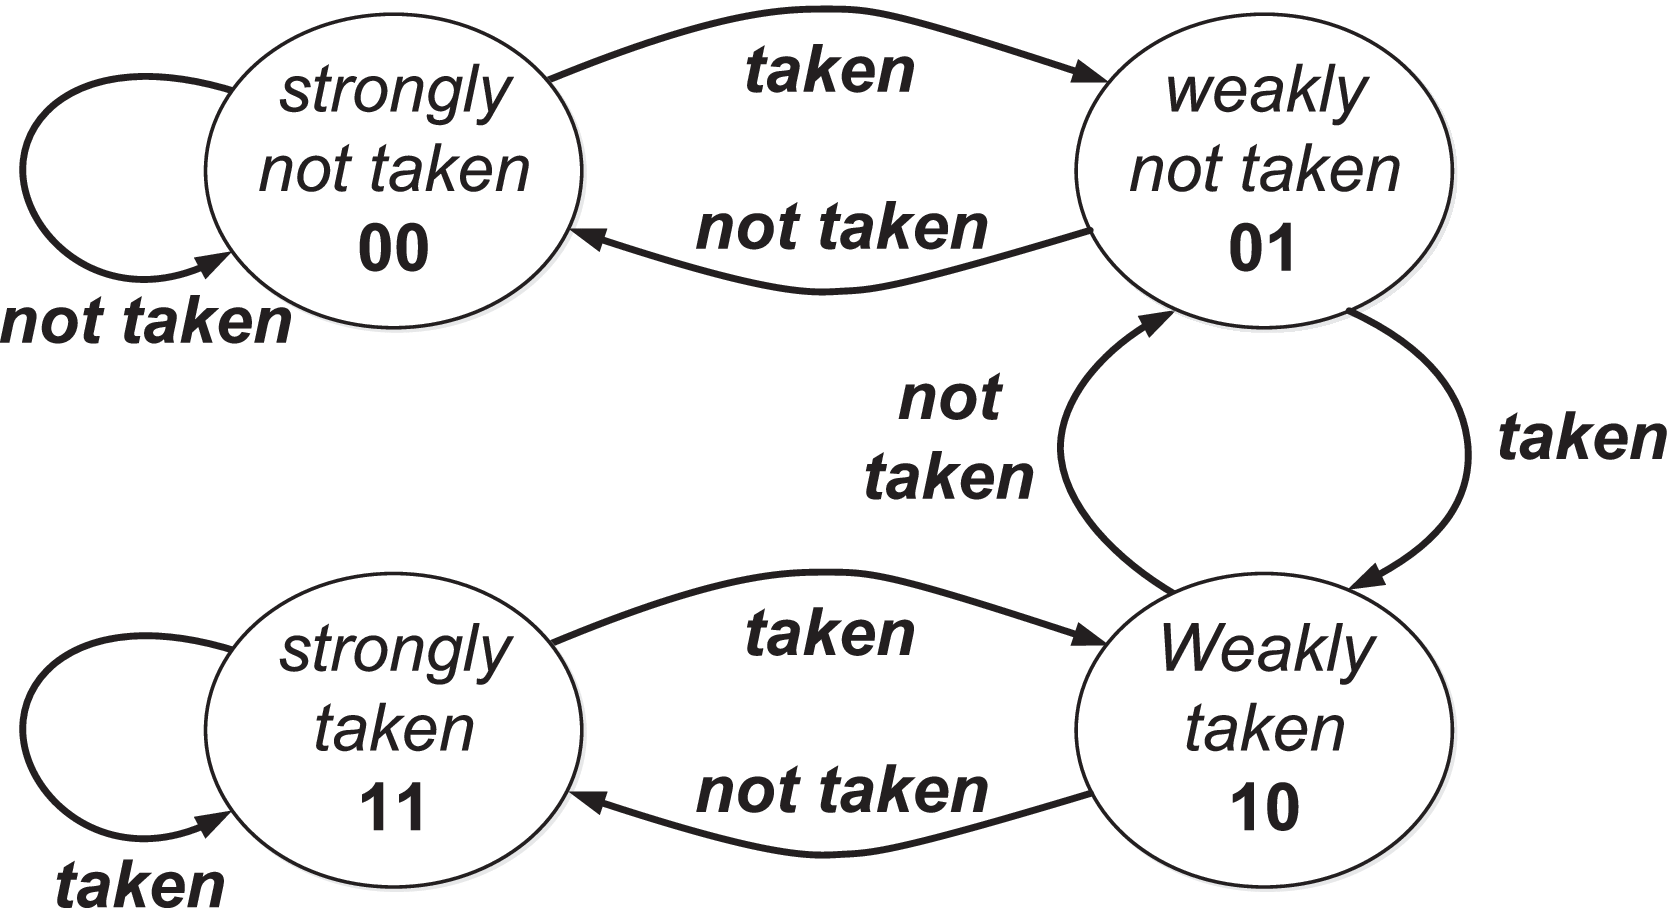 strongly
not taken
00
taken
not taken
weakly
not taken
01
not taken
not
taken
taken
strongly
taken
11
taken
not taken
Weakly
taken
10
taken